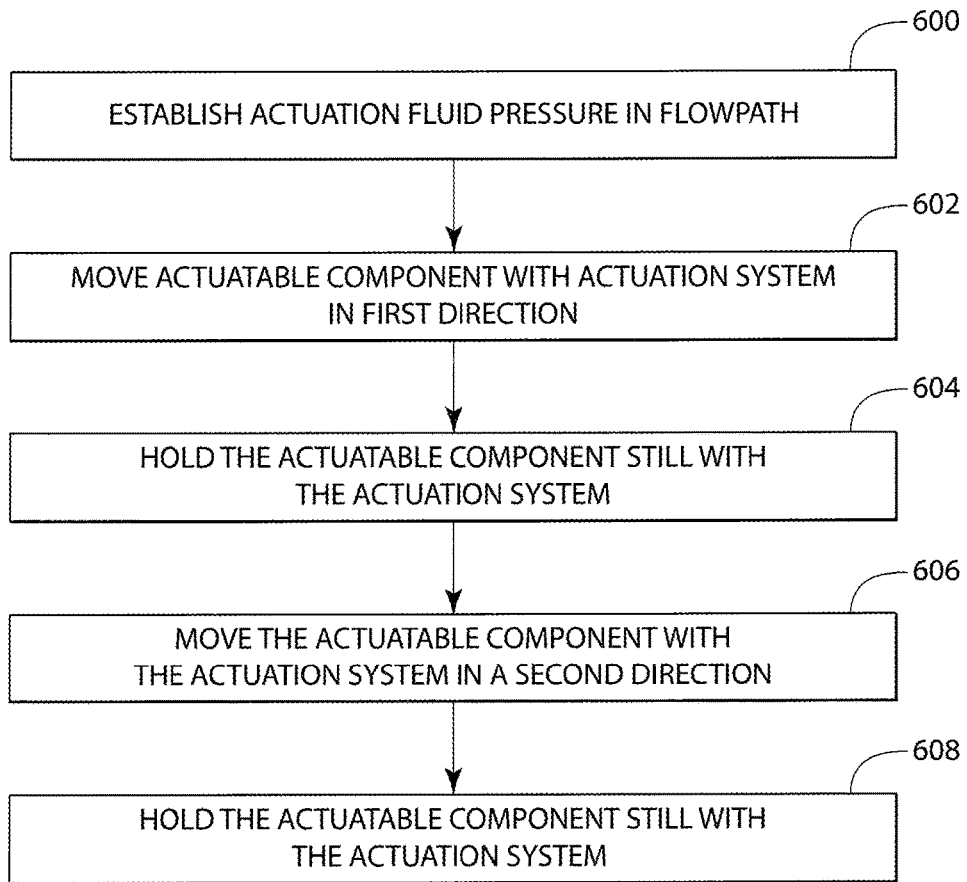 600
ESTABLISH ACTUATION FLUID PRESSURE IN FLOWPATH
602
MOVE ACTUATABLE COMPONENT WITH ACTUATION SYSTEM
IN FIRST DIRECTION
604
HOLD THE ACTUATABLE COMPONENT STILL WITH
THE ACTUATION SYSTEM
606
MOVE THE ACTUATABLE COMPONENT WITH
THE ACTUATION SYSTEM IN A SECOND DIRECTION
608
HOLD THE ACTUATABLE COMPONENT STILL WITH
THE ACTUATION SYSTEM